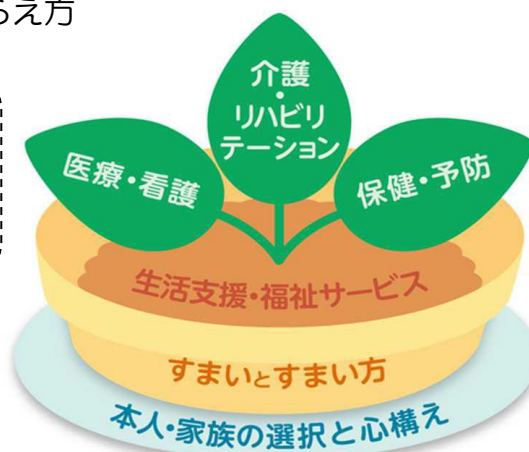 え方
介護
・
リハビリ
テーション
医療・看護
保健・予防
生活支援・福祉サービス
すまいとすまい方
本人・家族の選択と心構え